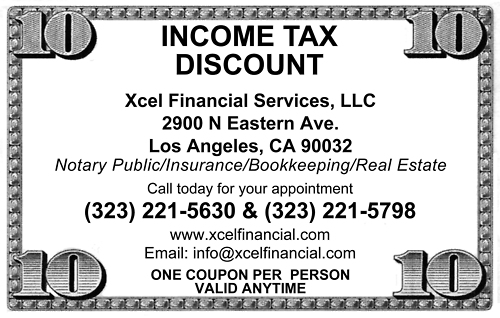 10 10
INCOME TAX
DISCOUNT
Xcel Financial Services, LLC
2900 N Eastern Ave.
Los Angeles, CA 90032
Notary Public/Insurance/Bookkeeping/Real Estate
Call today for your appointment
(323) 221-5630 & (323) 221-5798
www.xcelfinancial.com
Email: info@xcelfinancial.com
ONE COUPON PER PERSON
VALID ANYTIME
10 10